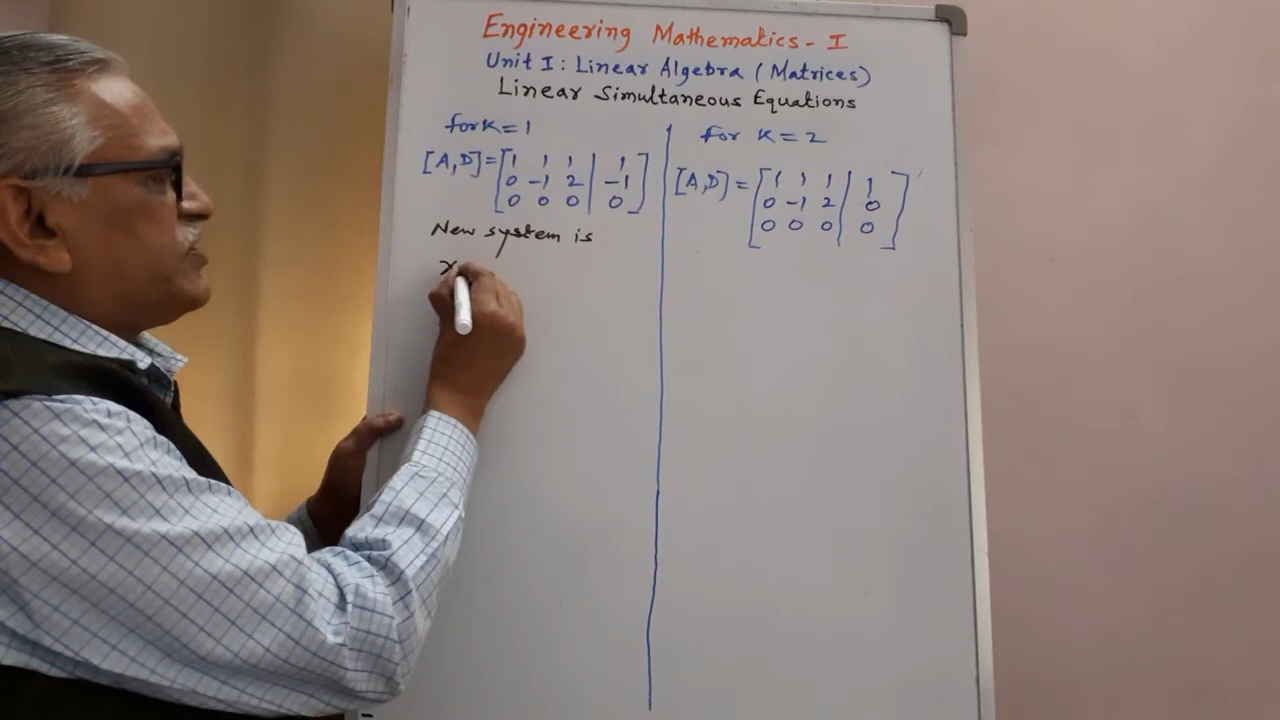 Engineering Mathematics - I
Unit I: Linear Algebra (Matrices)
Linear Simultaneous Equations
for k = 1
[A, D] = [ 1 1 1 | 1
0 -1 2 | -1
0 0 0 | 0 ]
New system is
x
for k = 2
[A, D] = [ 1 1 1 | 1
0 -1 2 | 0
0 0 0 | 0 ]